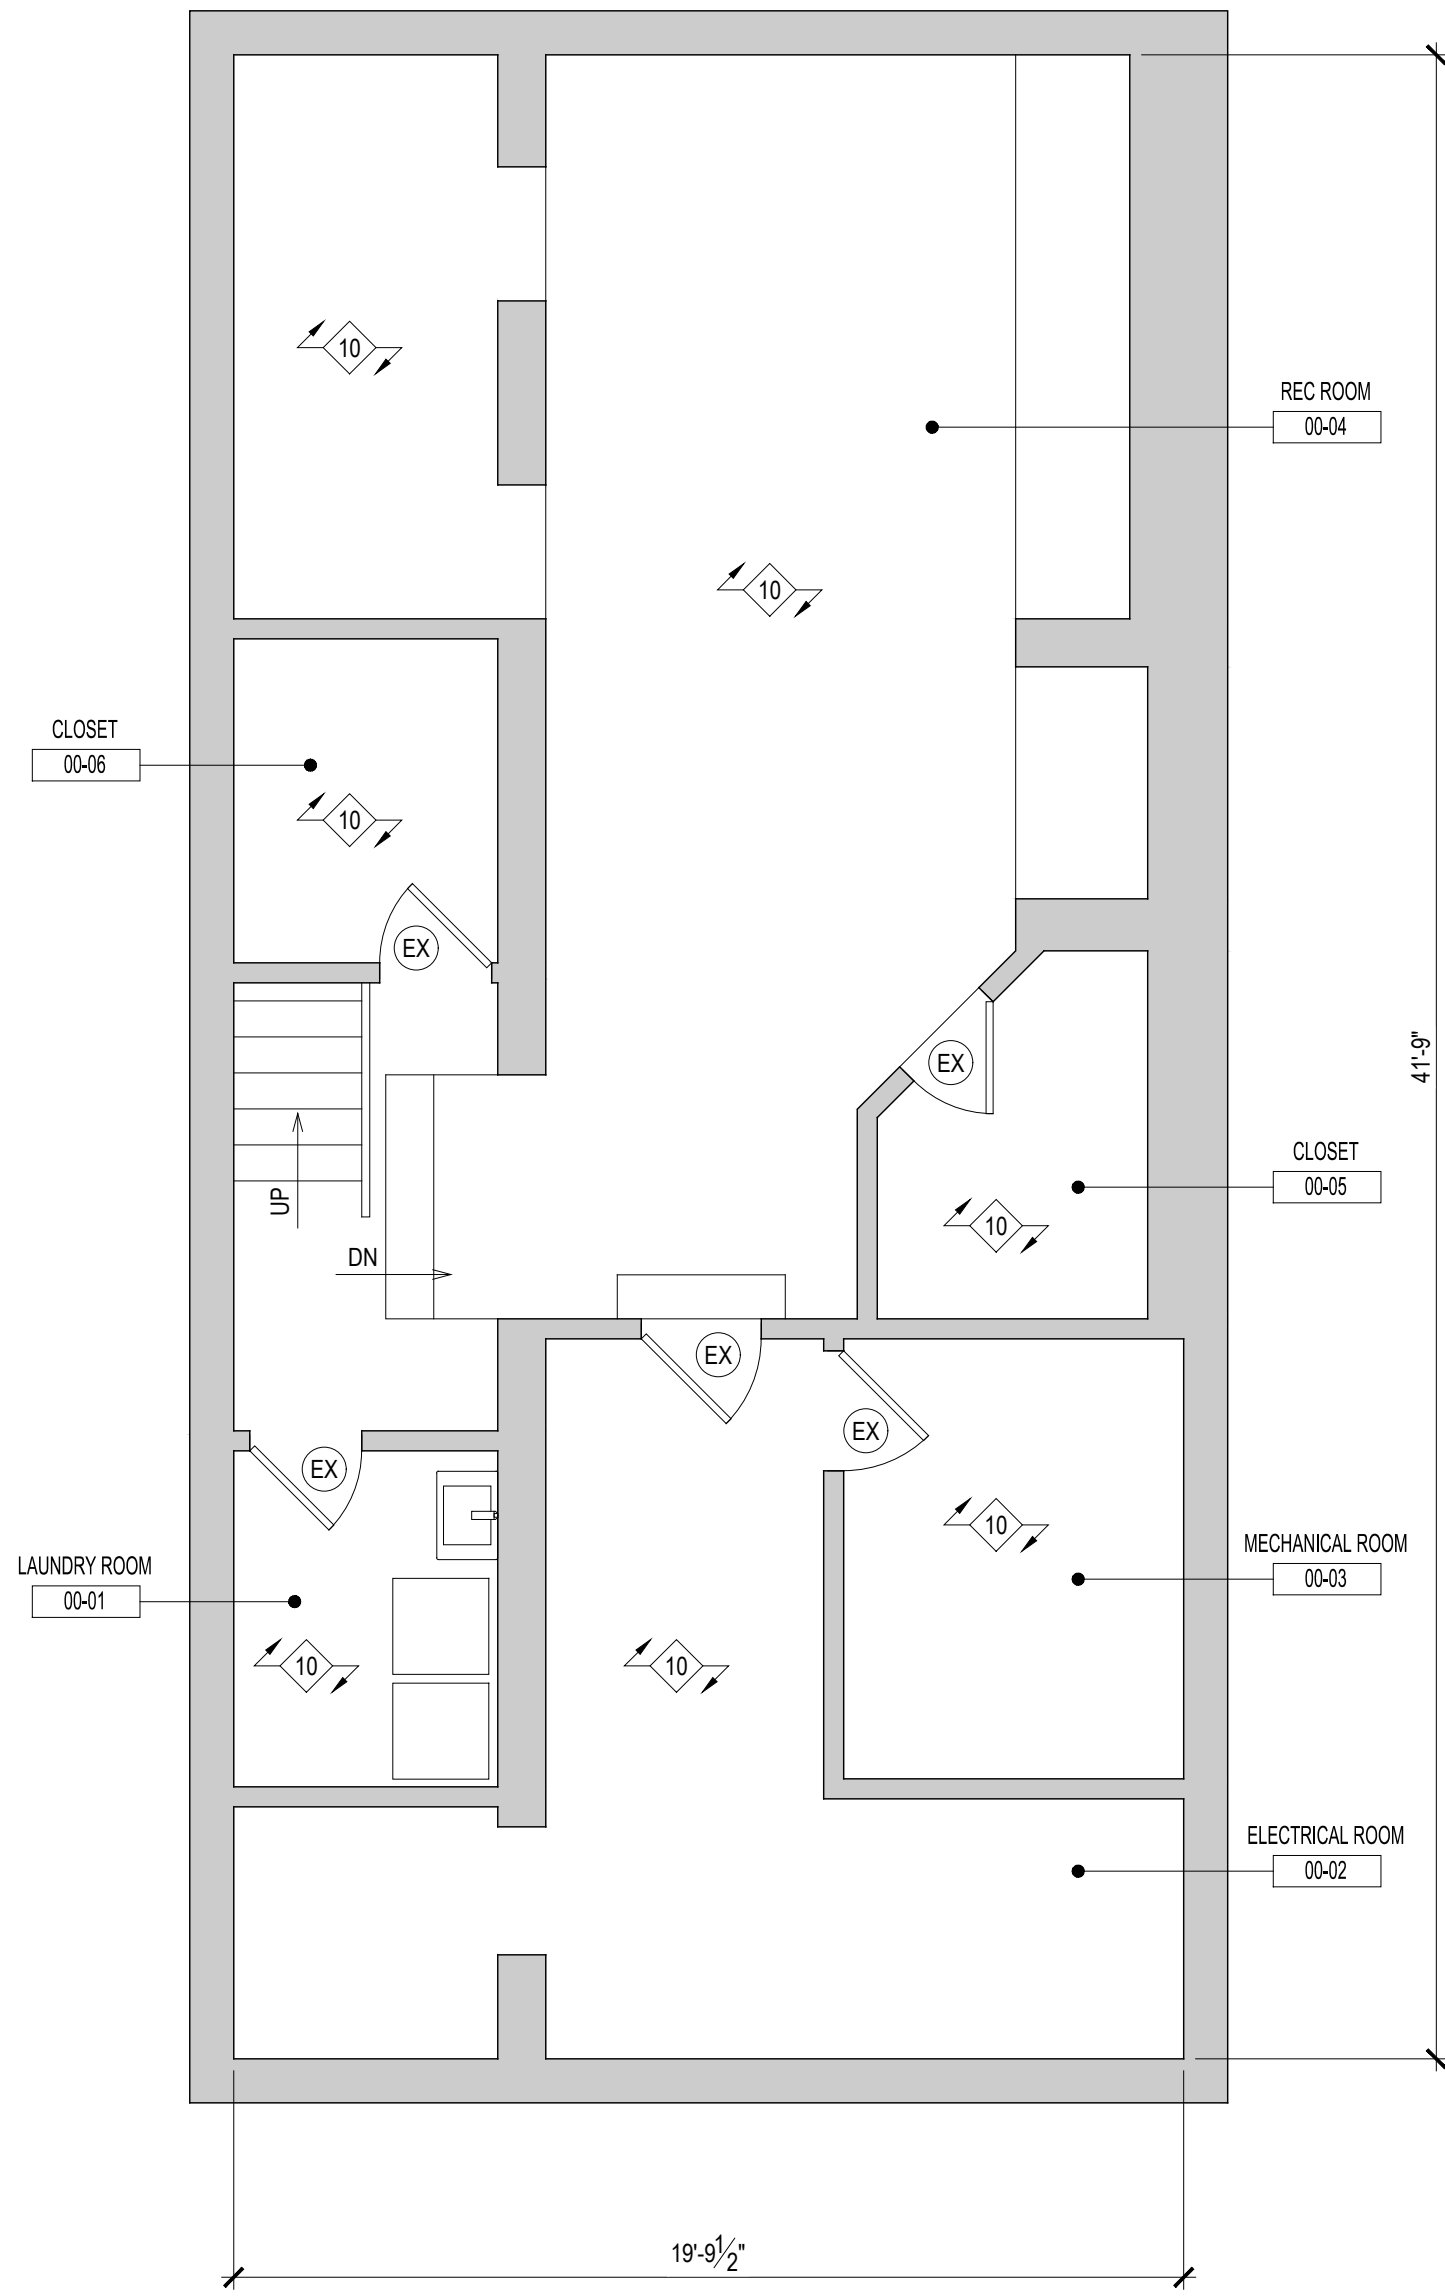 10
REC ROOM
00-04
10
CLOSET
00-06
10
EX
EX
41'-9"
CLOSET
00-05
UP
10
DN
EX
EX
EX
10
MECHANICAL ROOM
00-03
LAUNDRY ROOM
00-01
10
10
ELECTRICAL ROOM
00-02
19'-9½"